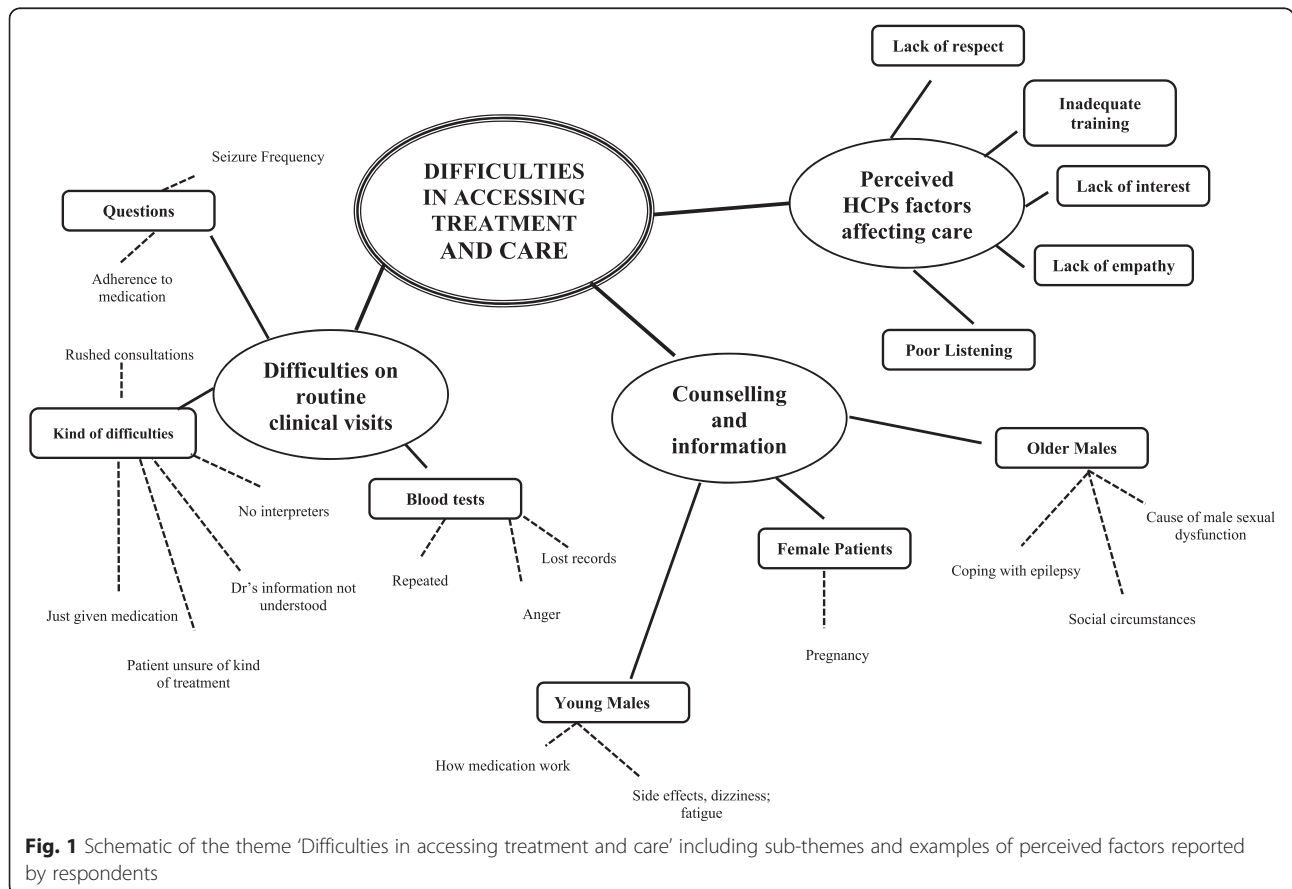 Lack of respect
Inadequate
training
Lack of interest
Lack of empathy
Poor Listening
Perceived
HCPs factors
affecting care
DIFFICULTIES
IN ACCESSING
TREATMENT
AND CARE
Seizure Frequency
Questions
Adherence to
medication
Rushed consultations
Kind of difficulties
Difficulties on
routine
clinical visits
No interpreters
Dr’s information not
understood
Just given medication
Patient unsure of kind
of treatment
Blood tests
Repeated
Anger
Lost records
Counselling
and
information
Older Males
Cause of male sexual
dysfunction
Coping with epilepsy
Social circumstances
Female Patients
Pregnancy
Young Males
How medication work
Side effects, dizziness;
fatigue
Fig. 1 Schematic of the theme ‘Difficulties in accessing treatment and care’ including sub-themes and examples of perceived factors reported
by respondents